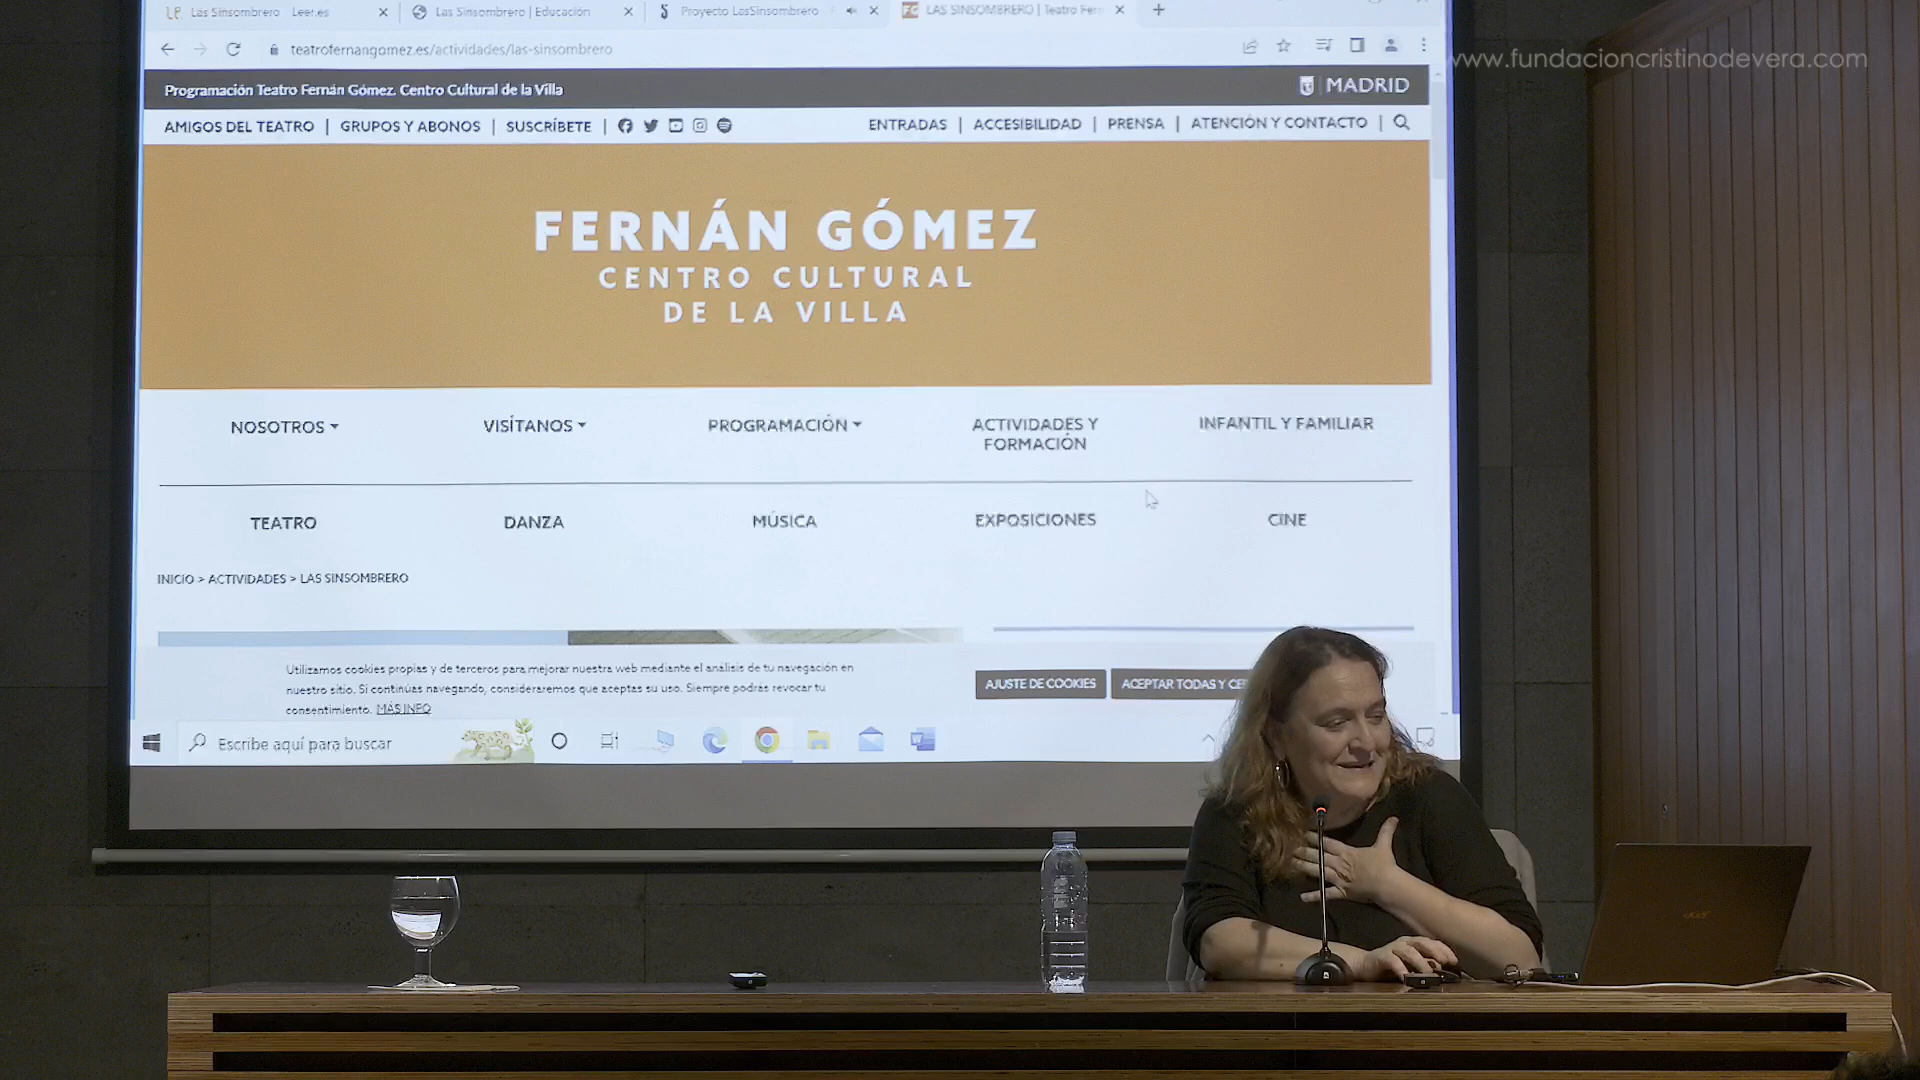 Las Sinsombrero Leer.es
Las Sinsombrero | Educación
Proyecto LasSinsombrero
LAS SINSOMBRERO | Teatro Fer
teatrofernangomez.es/actividades/las-sinsombrero
www.fundacioncristinodevera.com
Programación Teatro Fernán Gómez. Centro Cultural de la Villa
MADRID
AMIGOS DEL TEATRO | GRUPOS Y ABONOS | SUSCRÍBETE |
ENTRADAS | ACCESIBILIDAD | PRENSA | ATENCIÓN Y CONTACTO |
FERNÁN GÓMEZ
CENTRO CULTURAL
DE LA VILLA
NOSOTROS
VISÍTANOS
PROGRAMACIÓN
ACTIVIDADES Y
FORMACIÓN
INFANTIL Y FAMILIAR
TEATRO
DANZA
MÚSICA
EXPOSICIONES
CINE
INICIO > ACTIVIDADES > LAS SINSOMBRERO
Utilizamos cookies propias y de terceros para mejorar nuestra web mediante el análisis de tu navegación en
nuestro sitio. Si continúas navegando, consideraremos que aceptas su uso. Siempre podrás revocar tu
consentimiento. MÁS INFO
AJUSTE DE COOKIES
ACEPTAR TODAS Y CE
Escribe aquí para buscar
acer